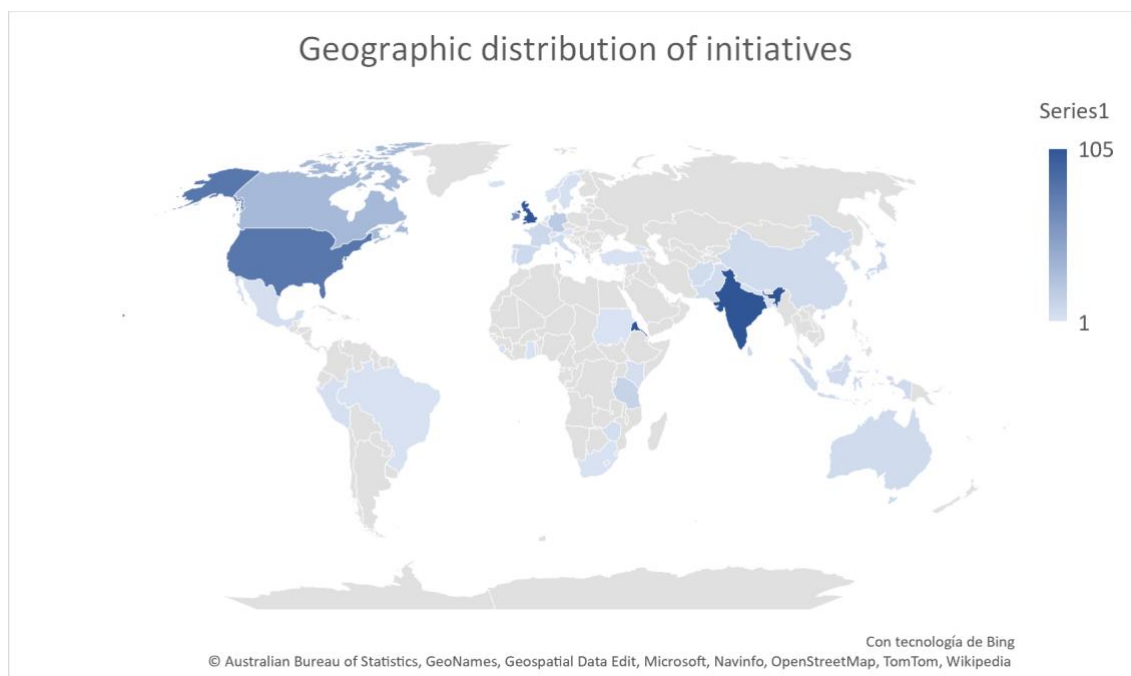 Geographic distribution of initiatives
Series1
105
1
Con tecnología de Bing
© Australian Bureau of Statistics, GeoNames, Geospatial Data Edit, Microsoft, Navinfo, OpenStreetMap, TomTom, Wikipedia